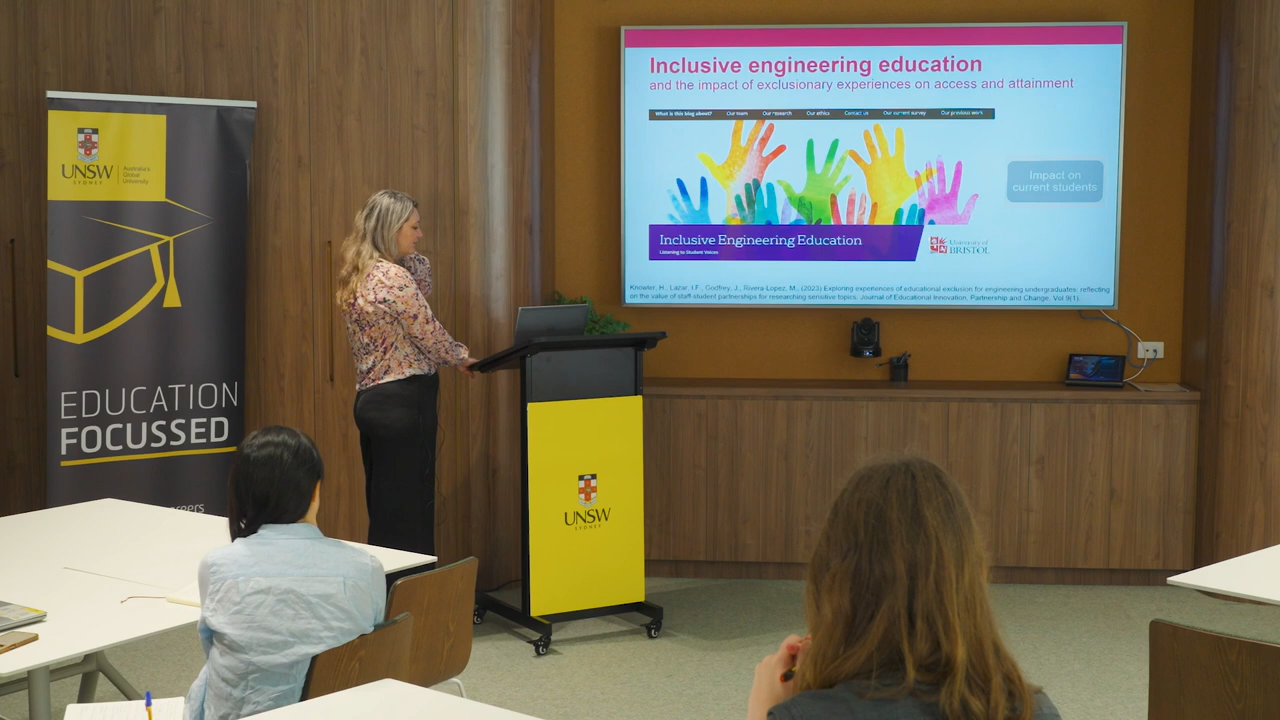 UNSW
SYDNEY
Australia's
Global
University
EDUCATION
FOCUSSED
careers
Inclusive engineering education
and the impact of exclusionary experiences on access and attainment
What is this blog about? Our team Our research Our ethics Contact us Our current survey Our previous work
Impact on
current students
Inclusive Engineering Education
Listening to Student Voices
University of
BRISTOL
Knowler, H., Lazar, I.F., Godfrey, J., Rivera-Lopez, M., (2023) Exploring experiences of educational exclusion for engineering undergraduates: reflecting
on the value of staff-student partnerships for researching sensitive topics. Journal of Educational Innovation, Partnership and Change, Vol 9(1).
UNSW
SYDNEY